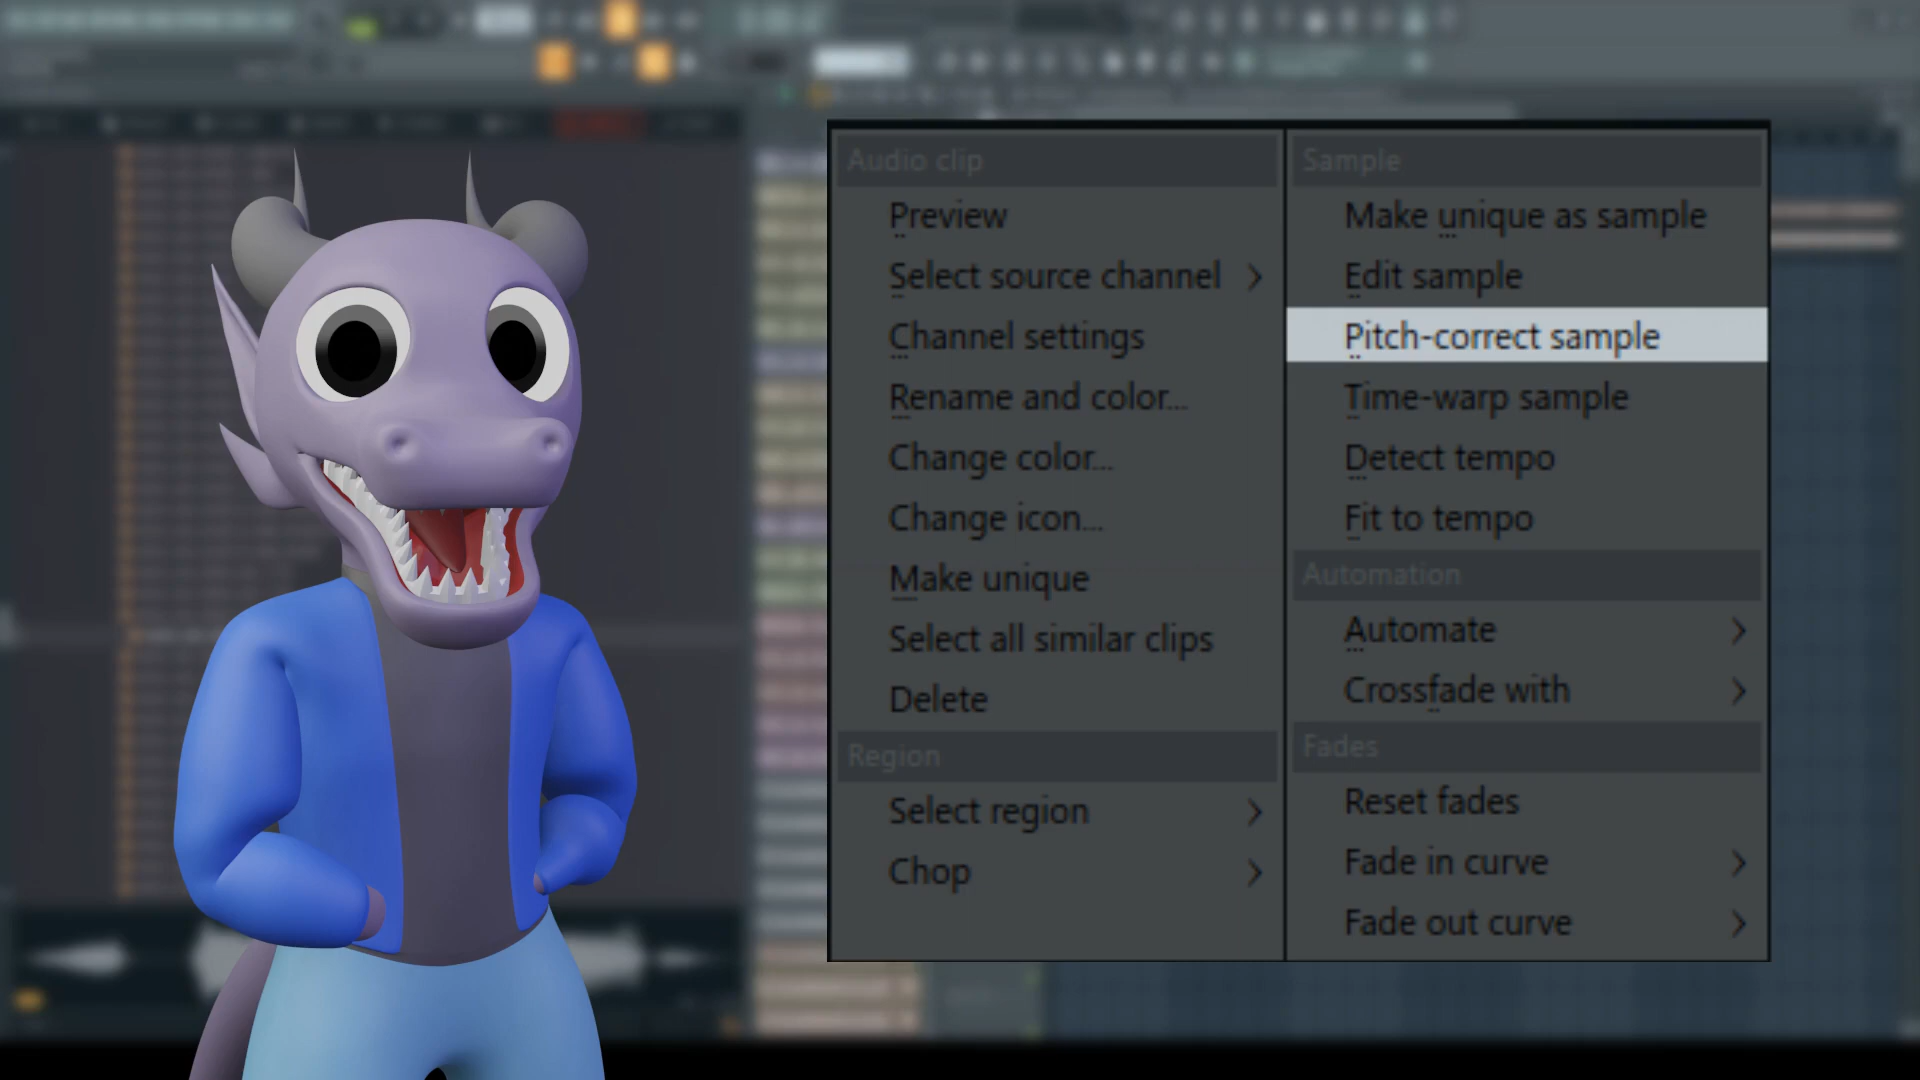 Audio clip
Preview
Select source channel
Channel settings
Rename and color...
Change color...
Change icon...
Make unique
Select all similar clips
Delete
Region
Select region
Chop
Sample
Make unique as sample
Edit sample
Pitch-correct sample
Time-warp sample
Detect tempo
Fit to tempo
Automation
Automate
Crossfade with
Fades
Reset fades
Fade in curve
Fade out curve